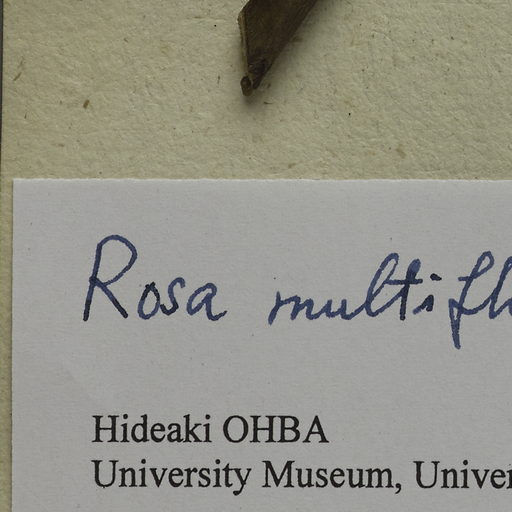 Rosa multifl
Hideaki OHBA
University Museum, Univer